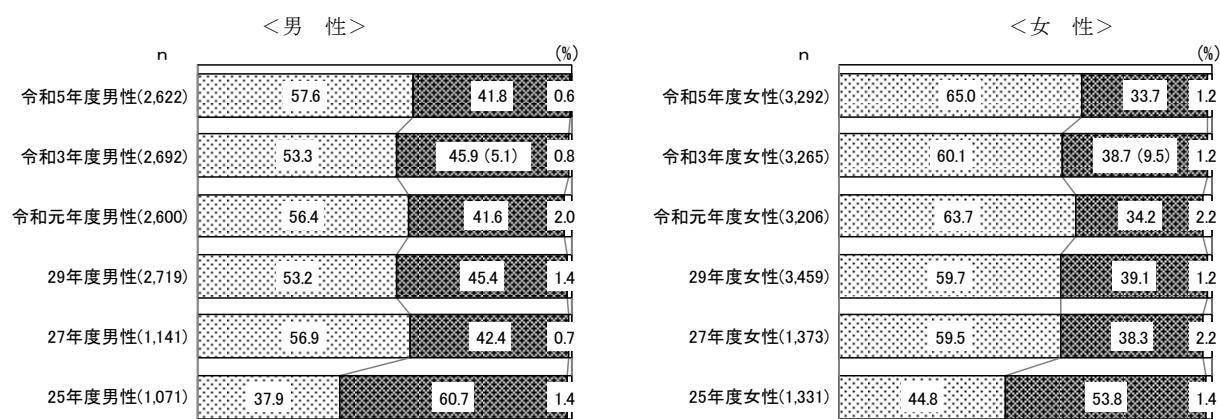 <男　性>
n (%)
令和5年度男性(2,622) 57.6 41.8 0.6
令和3年度男性(2,692) 53.3 45.9 (5.1) 0.8
令和元年度男性(2,600) 56.4 41.6 2.0
29年度男性(2,719) 53.2 45.4 1.4
27年度男性(1,141) 56.9 42.4 0.7
25年度男性(1,071) 37.9 60.7 1.4
<女　性>
n (%)
令和5年度女性(3,292) 65.0 33.7 1.2
令和3年度女性(3,265) 60.1 38.7 (9.5) 1.2
令和元年度女性(3,206) 63.7 34.2 2.2
29年度女性(3,459) 59.7 39.1 1.2
27年度女性(1,373) 59.5 38.3 2.2
25年度女性(1,331) 44.8 53.8 1.4